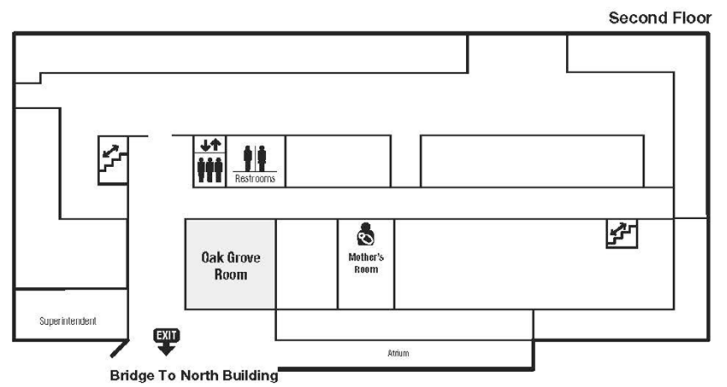 Second Floor
Restrooms
Oak Grove
Room
Mother's
Room
Superintendent
EXIT
Atrium
Bridge To North Building